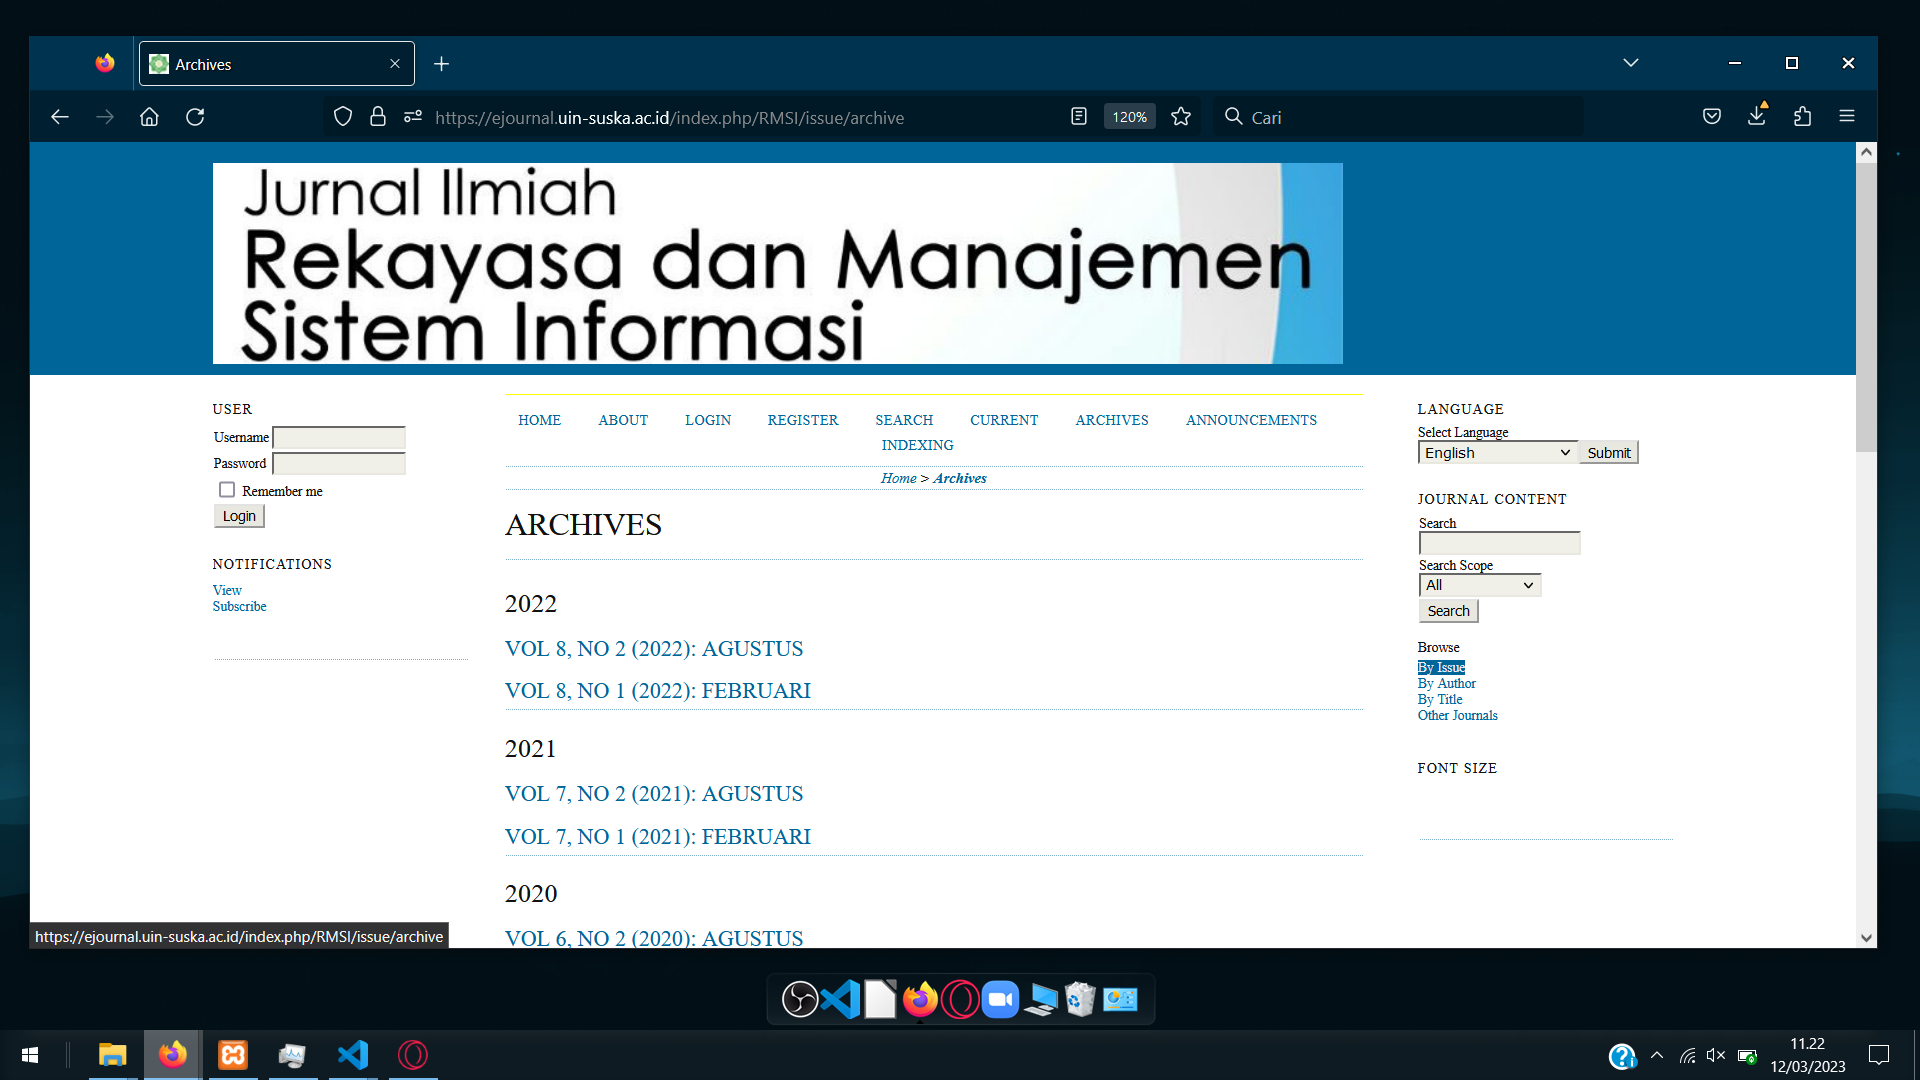 Archives
https://ejournal.uin-suska.ac.id/index.php/RMSI/issue/archive
120%
Cari
Jurnal Ilmiah
Rekayasa dan Manajemen
Sistem Informasi
USER
Username
Password
Remember me
Login
NOTIFICATIONS
View
Subscribe
HOME ABOUT LOGIN REGISTER SEARCH CURRENT ARCHIVES ANNOUNCEMENTS
INDEXING
Home > Archives
ARCHIVES
2022
VOL 8, NO 2 (2022): AGUSTUS
VOL 8, NO 1 (2022): FEBRUARI
2021
VOL 7, NO 2 (2021): AGUSTUS
VOL 7, NO 1 (2021): FEBRUARI
2020
VOL 6, NO 2 (2020): AGUSTUS
LANGUAGE
Select Language
English Submit
JOURNAL CONTENT
Search
Search Scope
All
Search
Browse
By Issue
By Author
By Title
Other Journals
FONT SIZE
https://ejournal.uin-suska.ac.id/index.php/RMSI/issue/archive
11.22
12/03/2023